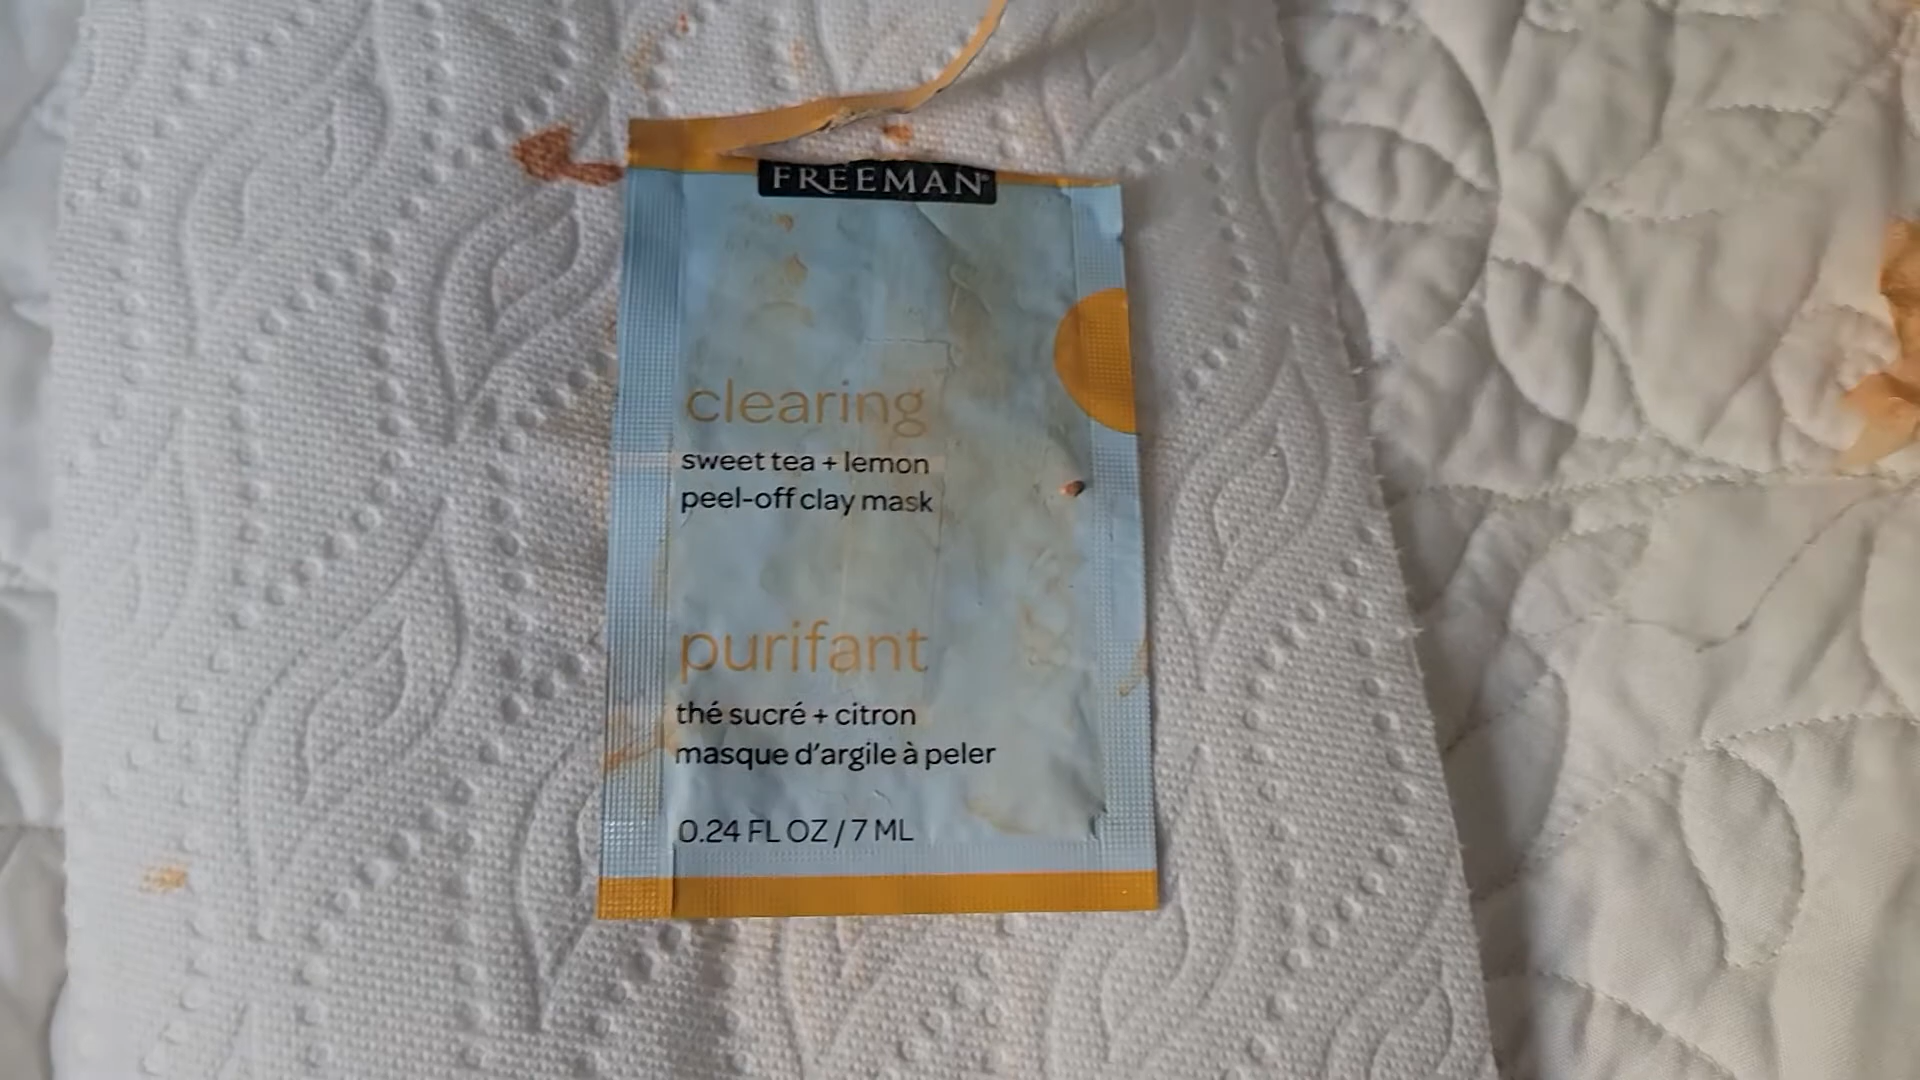 FREEMAN
clearing
sweet tea + lemon
peel-off clay mask
purifant
thé sucré + citron
masque d'argile à peler
0.24 FL OZ / 7 ML